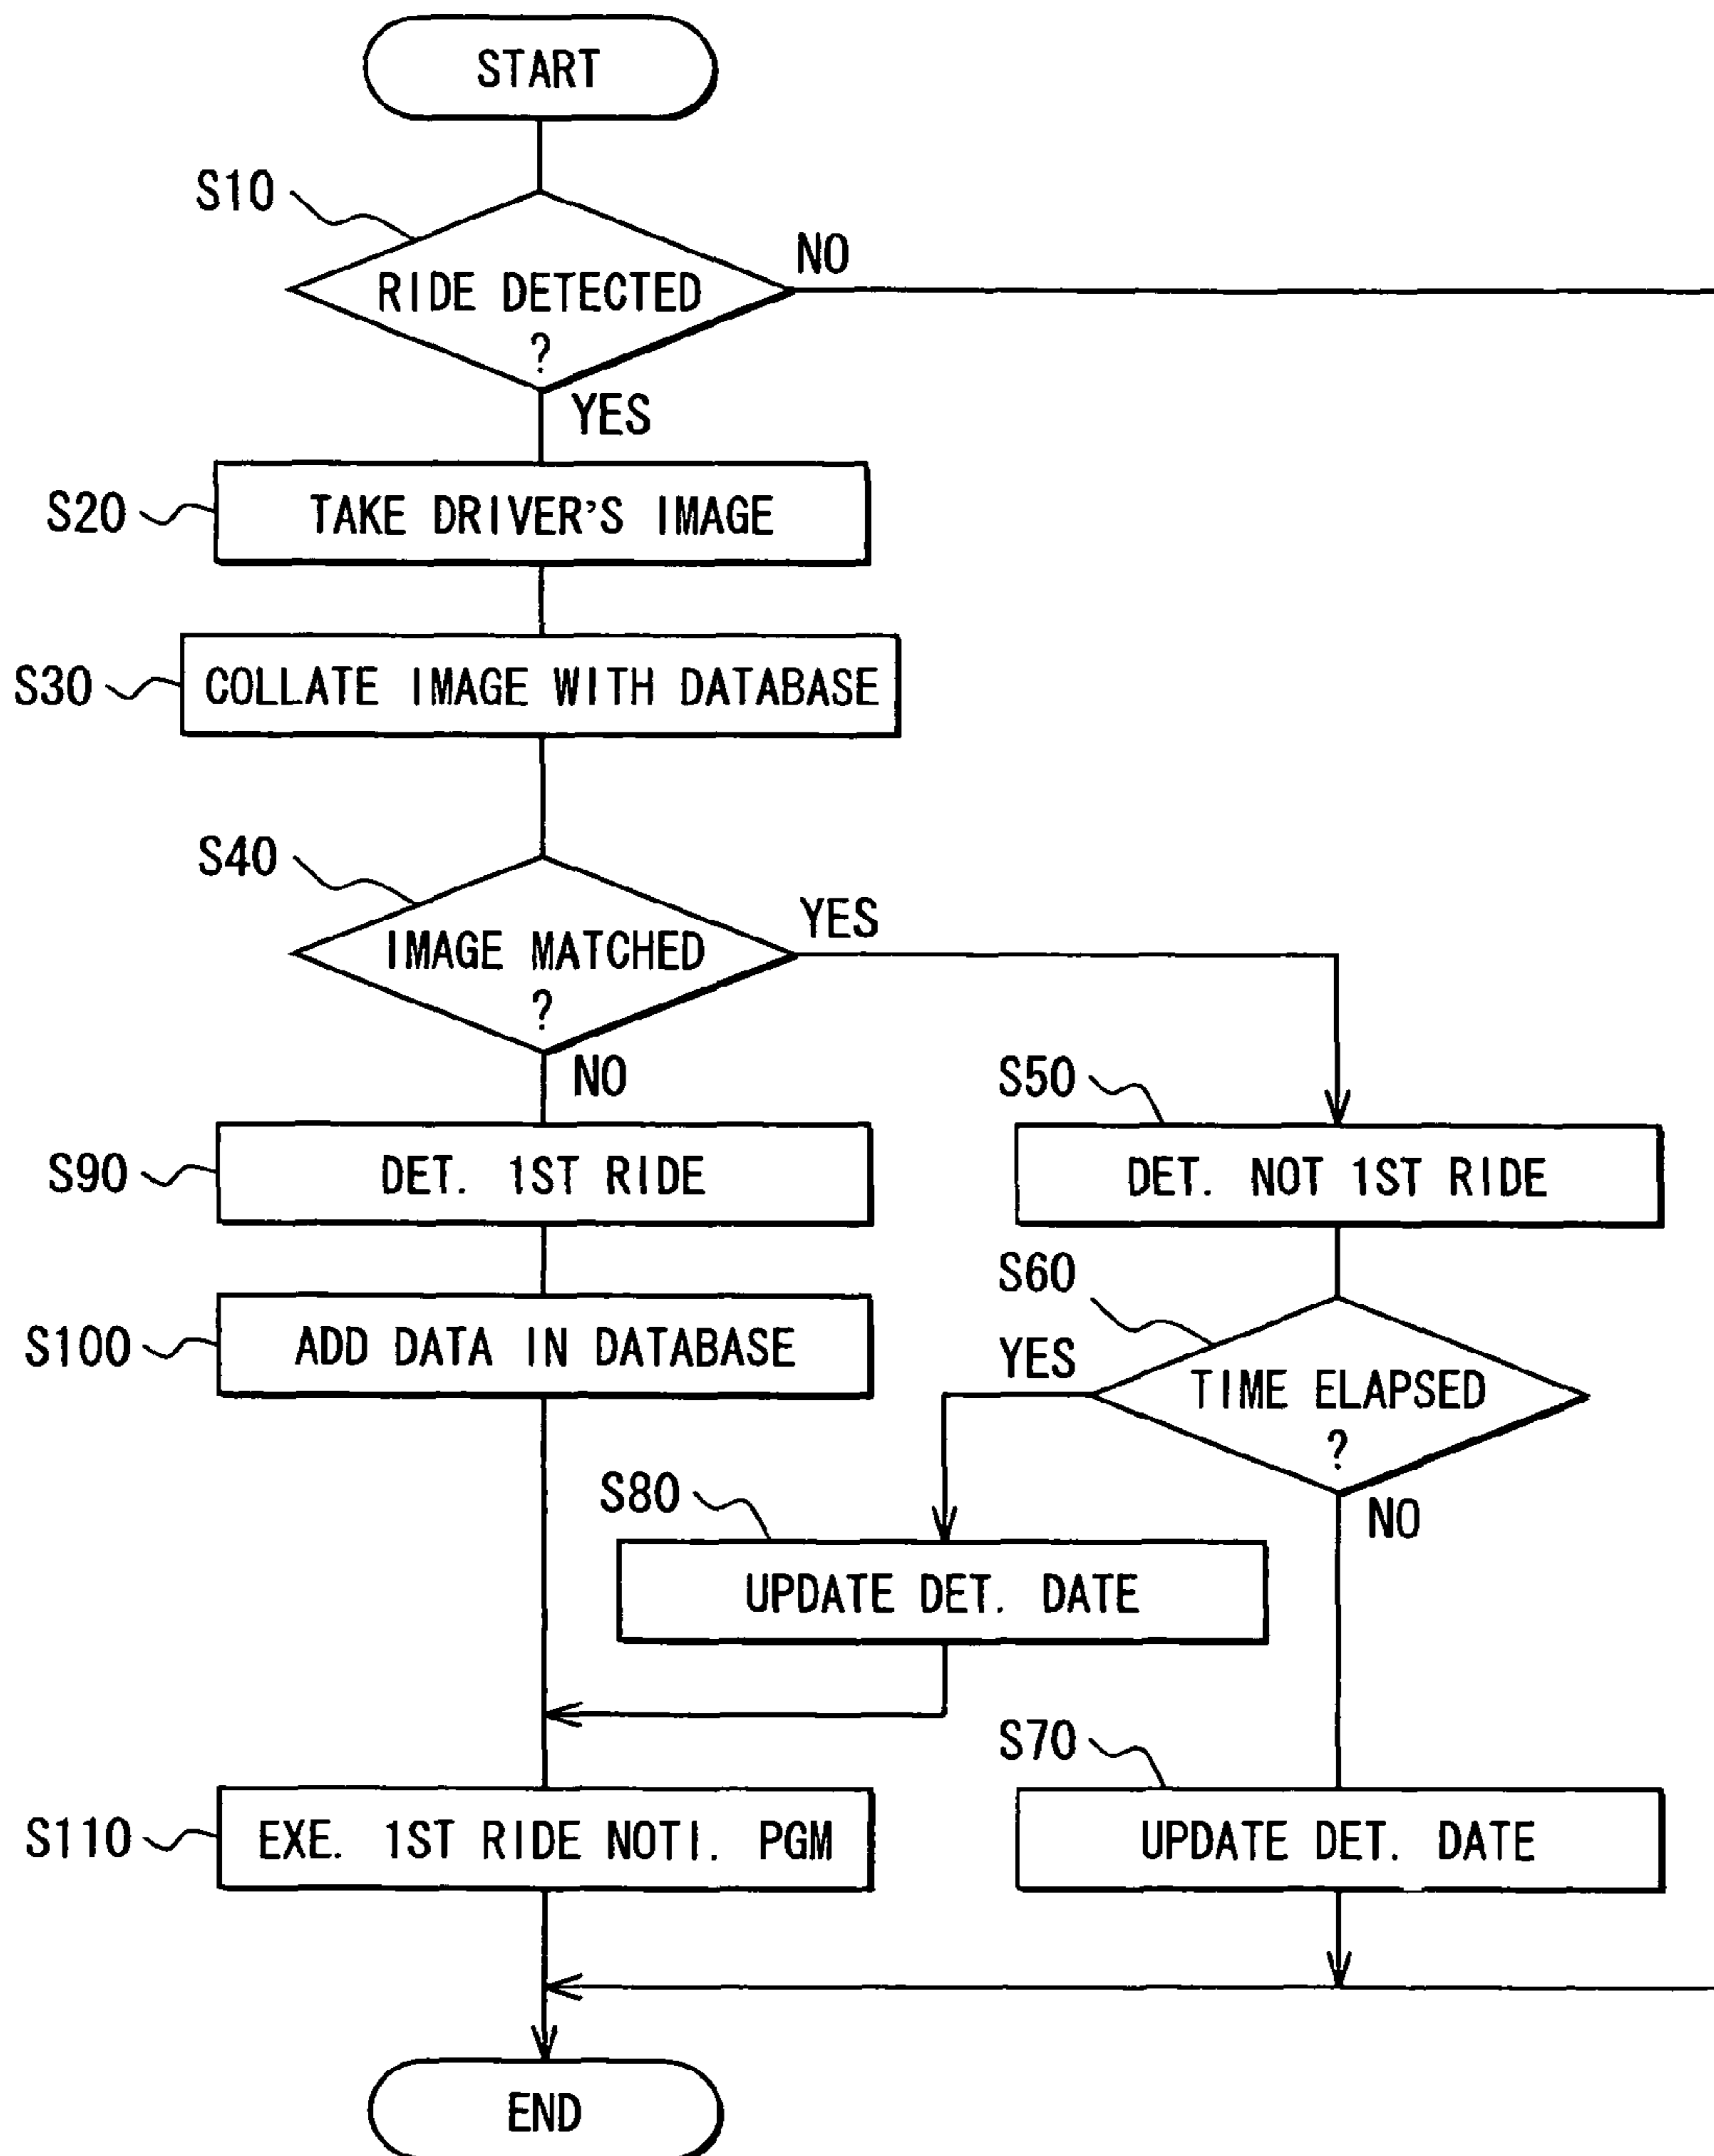 START
S10
NO
RIDE DETECTED
?
YES
S20
TAKE DRIVER'S IMAGE
S30
COLLATE IMAGE WITH DATABASE
S40
YES
IMAGE MATCHED
?
NO
S50
S90
DET. 1ST RIDE
DET. NOT 1ST RIDE
S60
S100
ADD DATA IN DATABASE
YES
TIME ELAPSED
?
S80
NO
UPDATE DET. DATE
S70
S110
EXE. 1ST RIDE NOTI. PGM
UPDATE DET. DATE
END